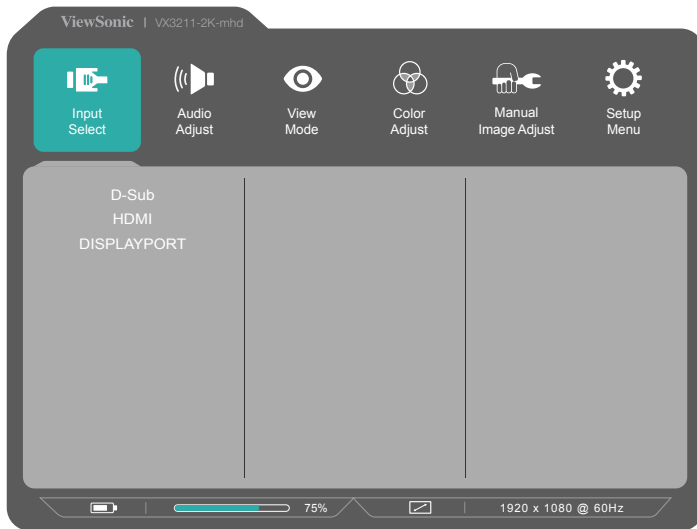 ViewSonic | VX3211-2K-mhd
Input
Select
Audio
Adjust
View
Mode
Color
Adjust
Manual
Image Adjust
Setup
Menu
D-Sub
HDMI
DISPLAYPORT
75%
1920 x 1080 @ 60Hz